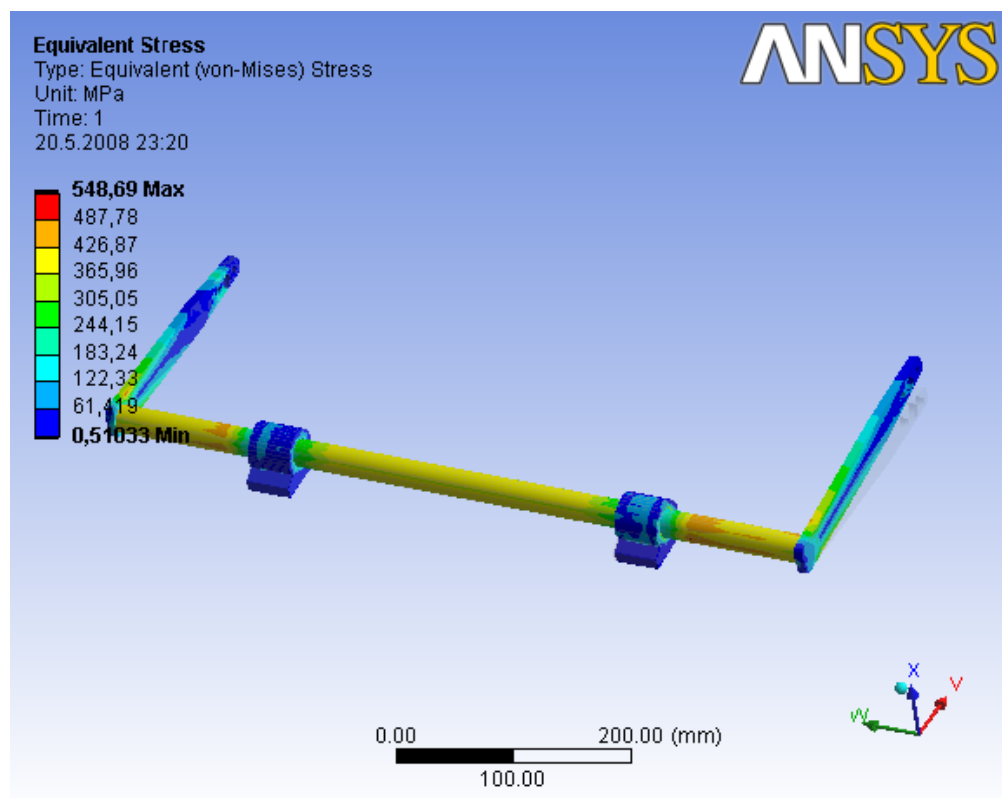 Equivalent Stress
Type: Equivalent (von-Mises) Stress
Unit: MPa
Time: 1
20.5.2008 23:20
ANSYS
548,69 Max
487,78
426,87
365,96
305,05
244,15
183,24
122,33
61,419
0,51033 Min
X
V
W
0.00 200.00 (mm)
100.00